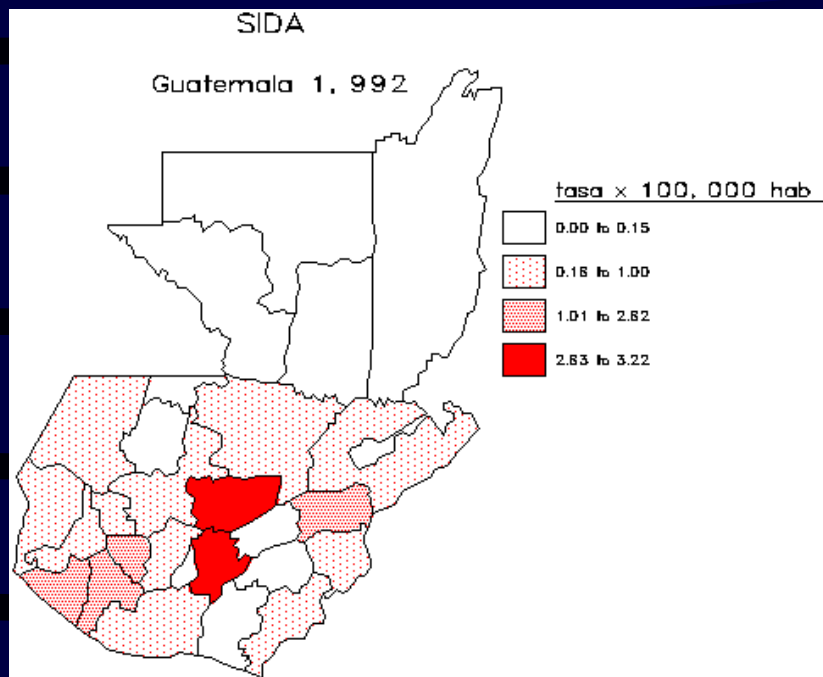 SIDA
Guatemala 1,992
tasa × 100,000 hab
0.00 to 0.15
0.16 to 1.00
1.01 to 2.62
2.63 to 3.22